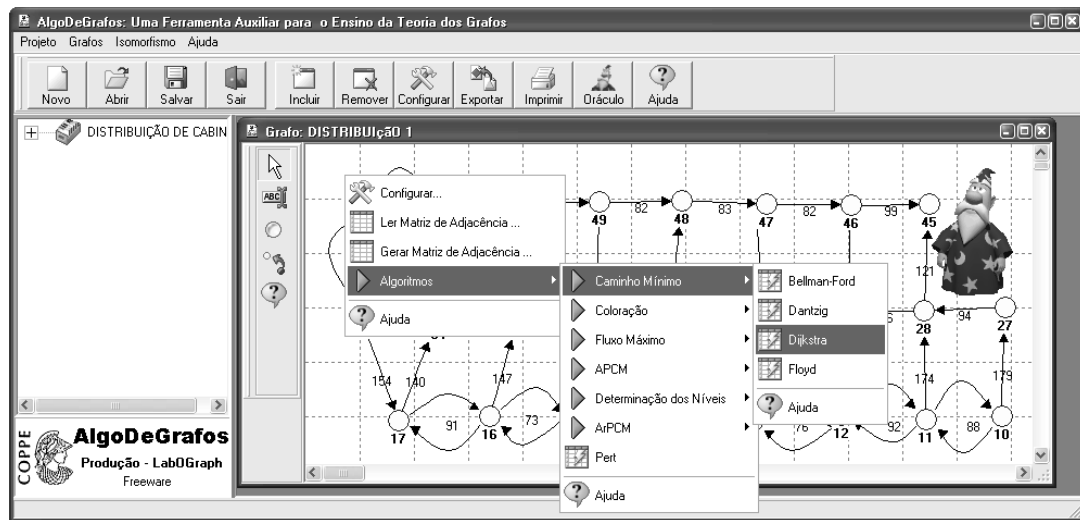 AlgoDeGrafos: Uma Ferramenta Auxiliar para o Ensino da Teoria dos Grafos
Projeto Grafos Isomorfismo Ajuda
Novo Abrir Salvar Sair Incluir Remover Configurar Exportar Imprimir Oráculo Ajuda
DISTRIBUIÇÃO DE CABIN
Grafo: DISTRIBUIçãO 1
ABC
Configurar...
Ler Matriz de Adjacência ...
Gerar Matriz de Adjacência ...
Algoritmos
Ajuda
Caminho Mínimo
Coloração
Fluxo Máximo
APCM
Determinação dos Níveis
ArPCM
Pert
Ajuda
Bellman-Ford
Dantzig
Dijkstra
Floyd
Ajuda
49 82 48 83 47 82 46 99 45
121
28 94 27
154 140 147 174 179
17 91 16 73 76 12 92 11 88 10
COPPE
AlgoDeGrafos
Produção - LabOGraph
Freeware